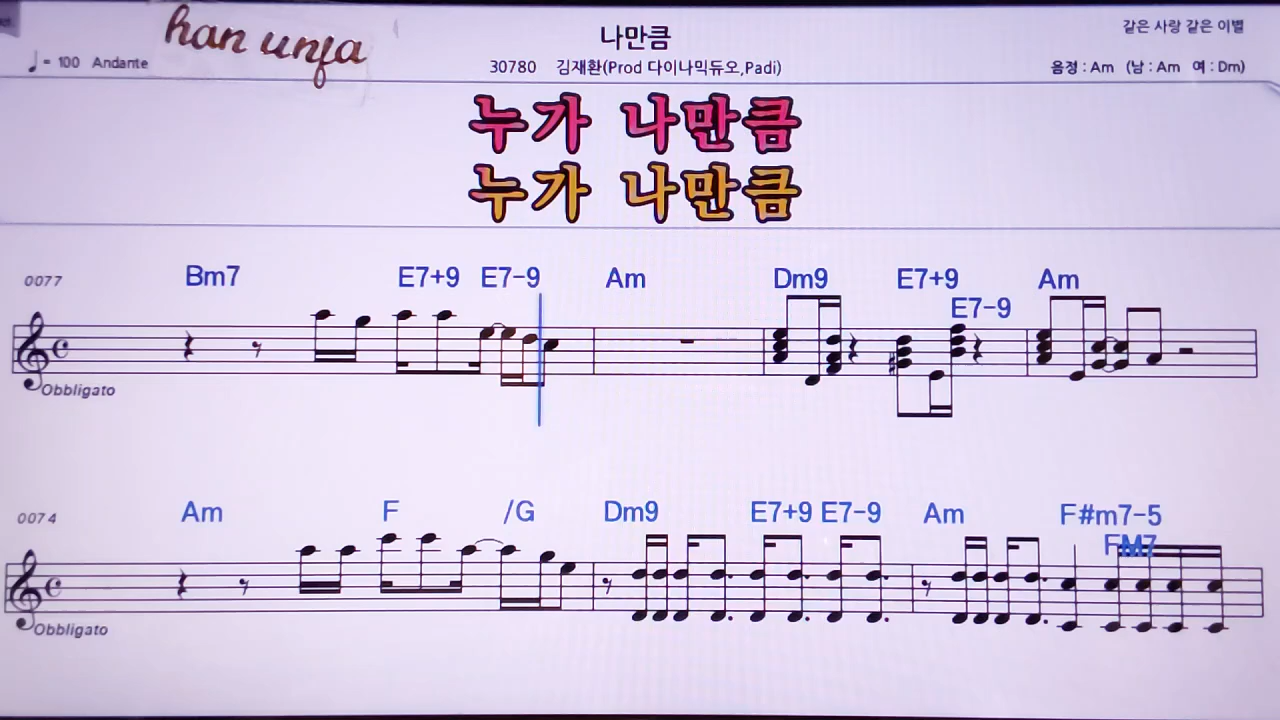 han unfa
나만큼
같은 사랑 같은 이별
♩= 100 Andante
30780 김재환(Prod 다이나믹듀오,Padi)
음정 : Am (남 : Am 여 : Dm)
누가 나만큼
누가 나만큼
0077 Bm7 E7+9 E7-9 Am Dm9 E7+9 E7-9 Am
Obbligato
0074 Am F /G Dm9 E7+9 E7-9 Am F#m7-5 FM7
Obbligato